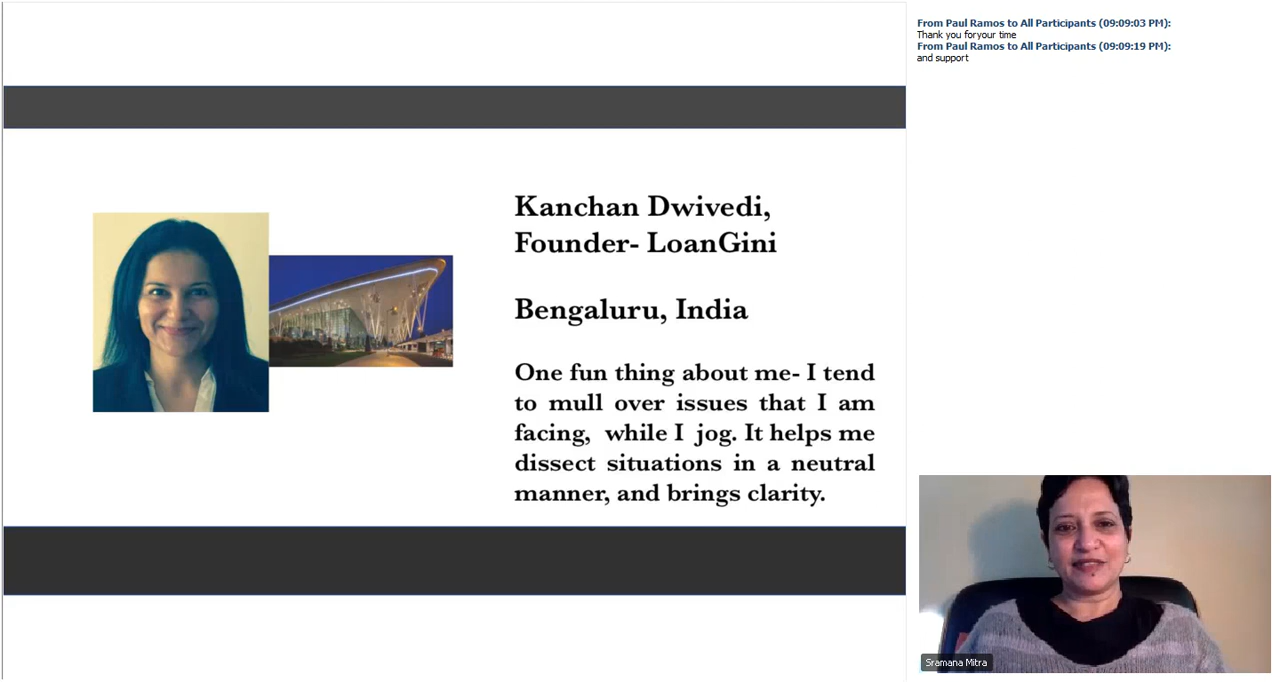 Kanchan Dwivedi,
Founder- LoanGini
Bengaluru, India
One fun thing about me- I tend
to mull over issues that I am
facing, while I jog. It helps me
dissect situations in a neutral
manner, and brings clarity.
From Paul Ramos to All Participants (09:09:03 PM):
Thank you foryour time
From Paul Ramos to All Participants (09:09:19 PM):
and support
Sramana Mitra